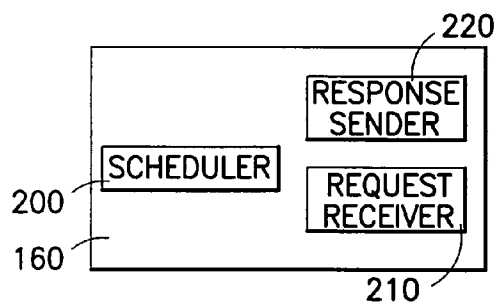 220
RESPONSE
SENDER
SCHEDULER
200
REQUEST
RECEIVER
160
210